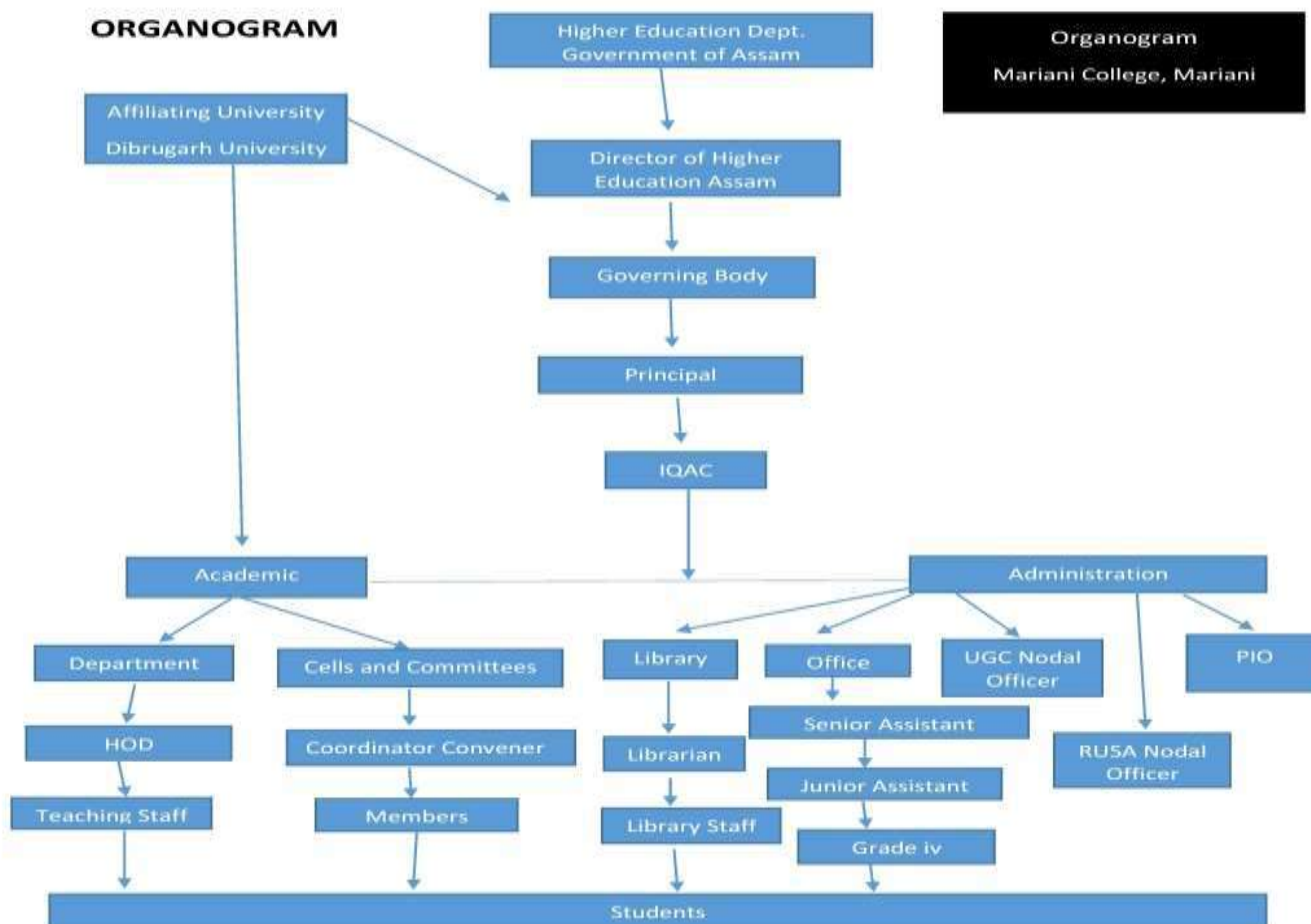 ORGANOGRAM
Higher Education Dept.
Government of Assam
Organogram
Mariani College, Mariani
Affiliating University
Dibrugarh University
Director of Higher
Education Assam
Governing Body
Principal
IQAC
Academic
Administration
Department
Cells and Committees
Library
Office
UGC Nodal
Officer
PIO
HOD
Coordinator Convener
Librarian
Senior Assistant
RUSA Nodal
Officer
Junior Assistant
Teaching Staff
Members
Library Staff
Grade iv
Students